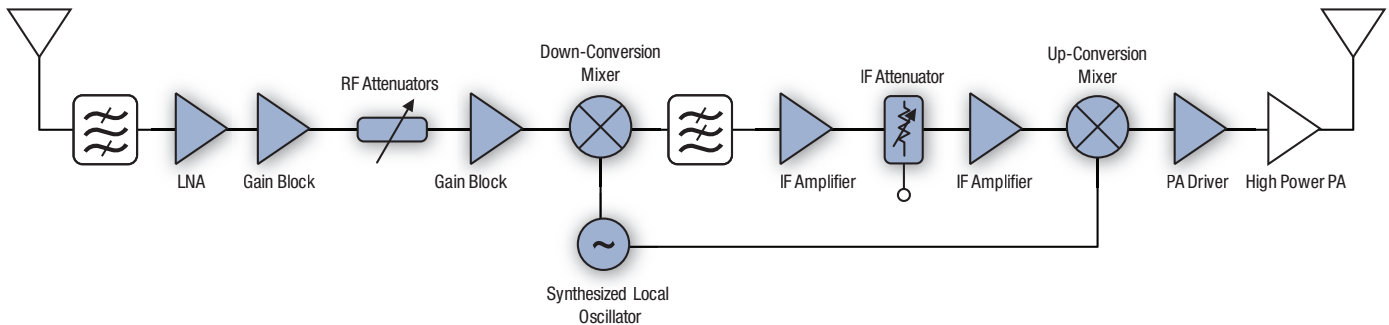 Down-Conversion
Mixer
Up-Conversion
Mixer
RF Attenuators
IF Attenuator
LNA
Gain Block
Gain Block
IF Amplifier
IF Amplifier
PA Driver
High Power PA
~
Synthesized Local
Oscillator